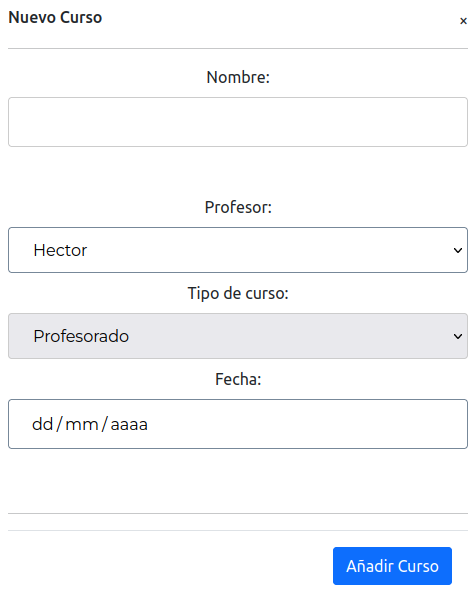 Nuevo Curso ×
Nombre:
Profesor:
Hector
Tipo de curso:
Profesorado
Fecha:
dd/mm/aaaa
Añadir Curso